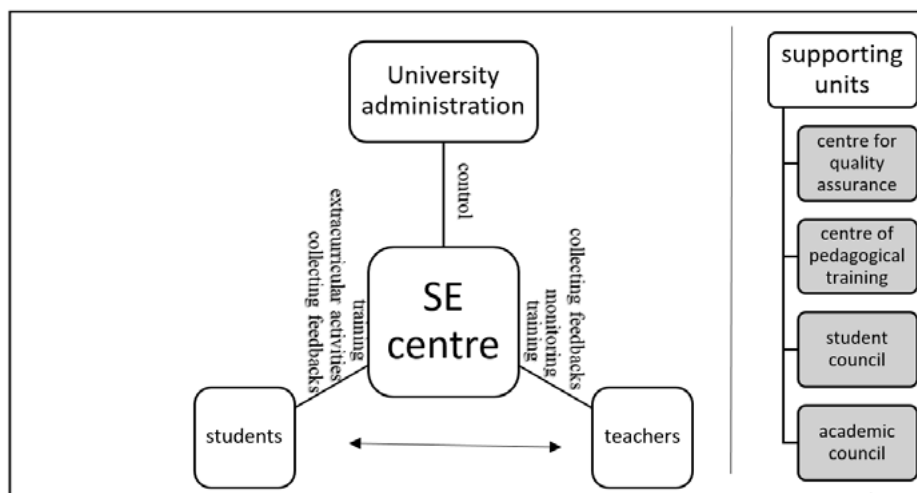 University
administration
control
extracurricular activities
collecting feedbacks
training
SE
centre
collecting feedbacks
monitoring
training
students
teachers
supporting
units
centre for
quality
assurance
centre of
pedagogical
training
student
council
academic
council